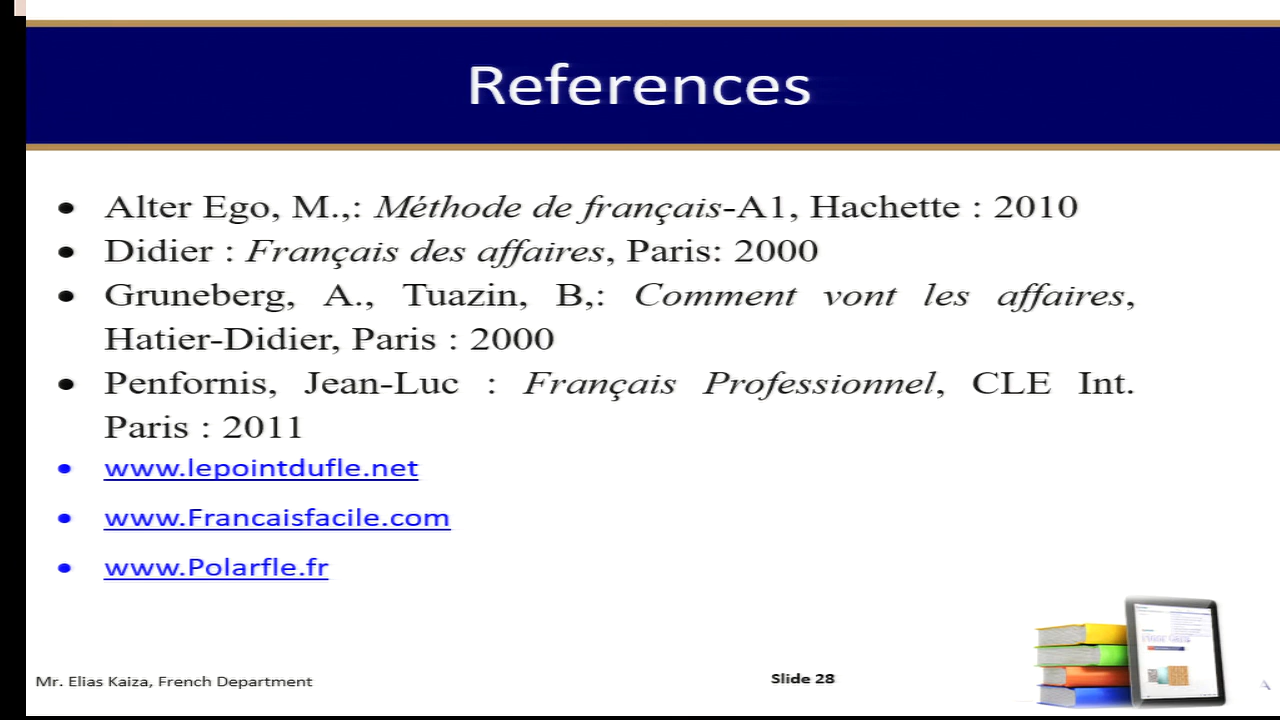 References
• Alter Ego, M.,: Méthode de français-A1, Hachette : 2010
• Didier : Français des affaires, Paris: 2000
• Gruneberg, A., Tuazin, B,: Comment vont les affaires,
Hatier-Didier, Paris : 2000
• Penfornis, Jean-Luc : Français Professionnel, CLE Int.
Paris : 2011
• www.lepointdufle.net
• www.Francaisfacile.com
• www.Polarfle.fr
Mr. Elias Kaiza, French Department
Slide 28
A